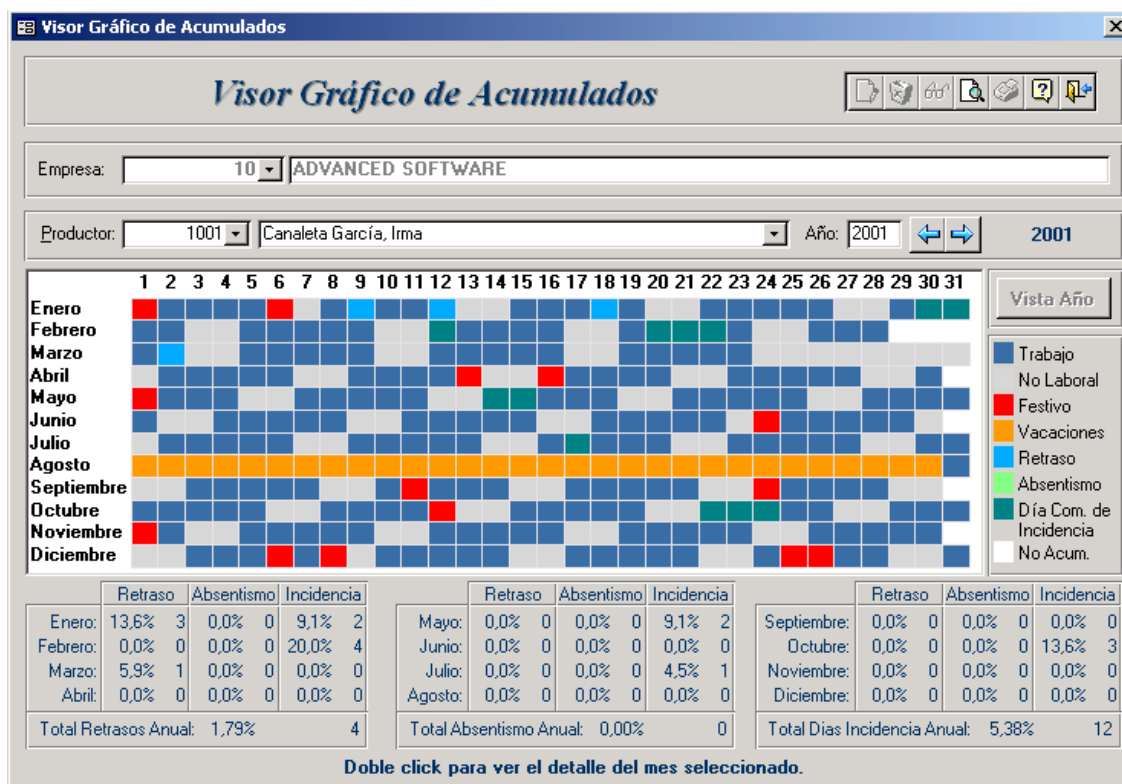 Visor Gráfico de Acumulados
Visor Gráfico de Acumulados
Empresa: 10 ADVANCED SOFTWARE
Productor: 1001 Canaleta García, Irma Año: 2001 2001
1 2 3 4 5 6 7 8 9 10 11 12 13 14 15 16 17 18 19 20 21 22 23 24 25 26 27 28 29 30 31
Vista Año
Enero
Febrero
Marzo
Abril
Mayo
Junio
Julio
Agosto
Septiembre
Octubre
Noviembre
Diciembre
Trabajo
No Laboral
Festivo
Vacaciones
Retraso
Absentismo
Día Com. de
Incidencia
No Acum.
Retraso Absentismo Incidencia
Enero: 13,6% 3 0,0% 0 9,1% 2
Febrero: 0,0% 0 0,0% 0 20,0% 4
Marzo: 5,9% 1 0,0% 0 0,0% 0
Abril: 0,0% 0 0,0% 0 0,0% 0
Total Retrasos Anual: 1,79% 4
Retraso Absentismo Incidencia
Mayo: 0,0% 0 0,0% 0 9,1% 2
Junio: 0,0% 0 0,0% 0 0,0% 0
Julio: 0,0% 0 0,0% 0 4,5% 1
Agosto: 0,0% 0 0,0% 0 0,0% 0
Total Absentismo Anual: 0,00% 0
Retraso Absentismo Incidencia
Septiembre: 0,0% 0 0,0% 0 0,0% 0
Octubre: 0,0% 0 0,0% 0 13,6% 3
Noviembre: 0,0% 0 0,0% 0 0,0% 0
Diciembre: 0,0% 0 0,0% 0 0,0% 0
Total Dias Incidencia Anual: 5,38% 12
Doble click para ver el detalle del mes seleccionado.